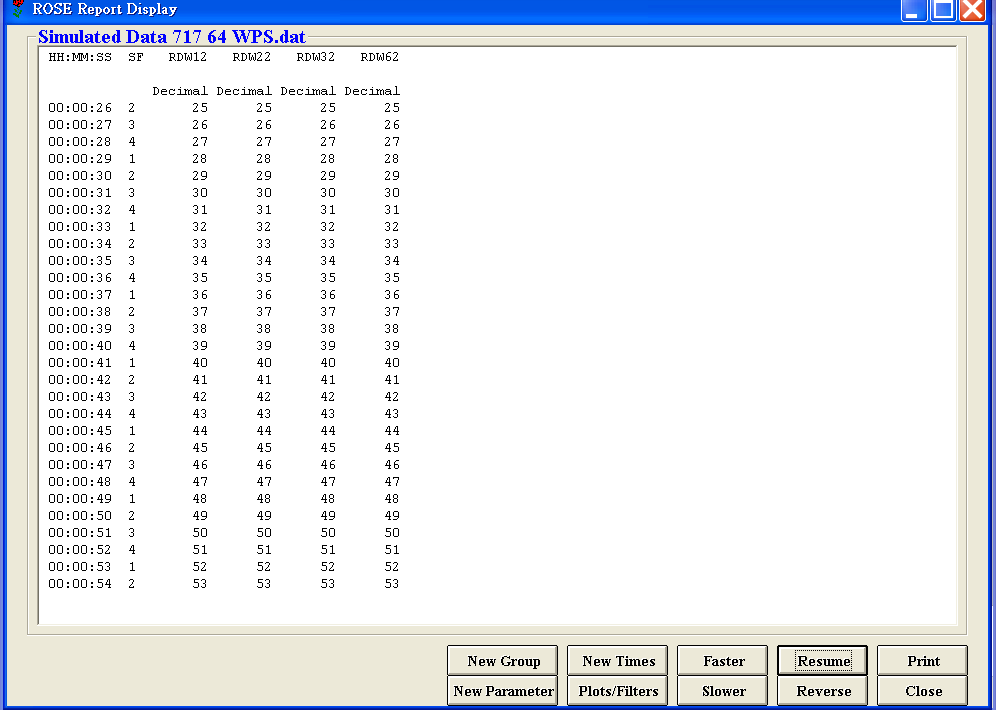 ROSE Report Display
Simulated Data 717 64 WPS.dat
HH:MM:SS SF RDW12 RDW22 RDW32 RDW62
Decimal Decimal Decimal Decimal
00:00:26 2 25 25 25 25
00:00:27 3 26 26 26 26
00:00:28 4 27 27 27 27
00:00:29 1 28 28 28 28
00:00:30 2 29 29 29 29
00:00:31 3 30 30 30 30
00:00:32 4 31 31 31 31
00:00:33 1 32 32 32 32
00:00:34 2 33 33 33 33
00:00:35 3 34 34 34 34
00:00:36 4 35 35 35 35
00:00:37 1 36 36 36 36
00:00:38 2 37 37 37 37
00:00:39 3 38 38 38 38
00:00:40 4 39 39 39 39
00:00:41 1 40 40 40 40
00:00:42 2 41 41 41 41
00:00:43 3 42 42 42 42
00:00:44 4 43 43 43 43
00:00:45 1 44 44 44 44
00:00:46 2 45 45 45 45
00:00:47 3 46 46 46 46
00:00:48 4 47 47 47 47
00:00:49 1 48 48 48 48
00:00:50 2 49 49 49 49
00:00:51 3 50 50 50 50
00:00:52 4 51 51 51 51
00:00:53 1 52 52 52 52
00:00:54 2 53 53 53 53
New Group New Times Faster Resume Print
New Parameter Plots/Filters Slower Reverse Close